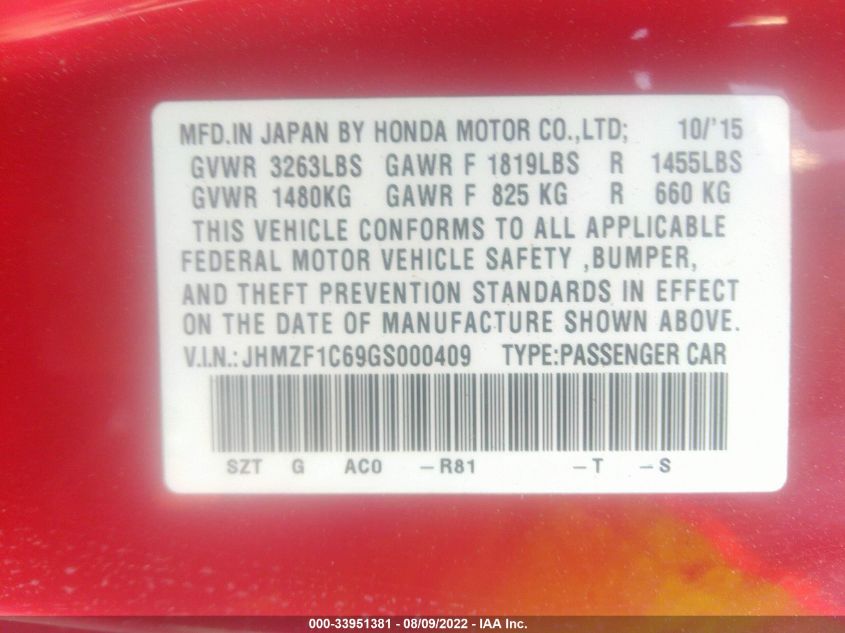 MFD.IN JAPAN BY HONDA MOTOR CO.,LTD; 10/'15
GVWR 3263LBS GAWR F 1819LBS R 1455LBS
GVWR 1480KG GAWR F 825 KG R 660 KG
THIS VEHICLE CONFORMS TO ALL APPLICABLE
FEDERAL MOTOR VEHICLE SAFETY ,BUMPER,
AND THEFT PREVENTION STANDARDS IN EFFECT
ON THE DATE OF MANUFACTURE SHOWN ABOVE.
V.I.N.:JHMZF1C69GS000409 TYPE:PASSENGER CAR
SZT G AC0 –R81 –T –S
000-33951381 - 08/09/2022 - IAA Inc.